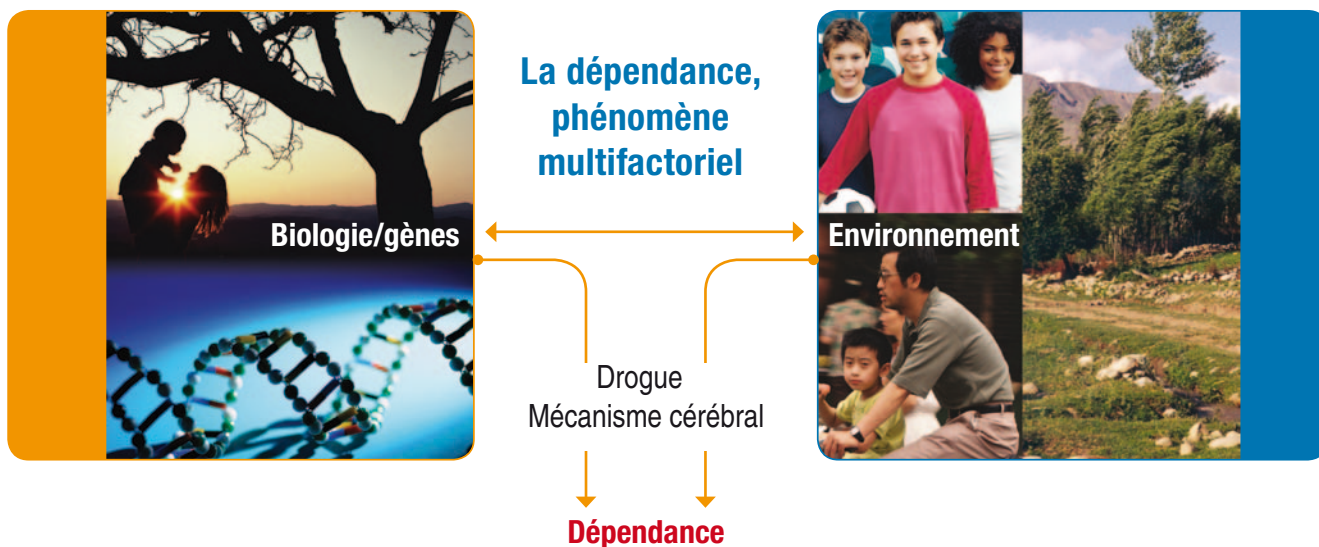 La dépendance,
phénomène
multifactoriel
Biologie/gènes
Environnement
Drogue
Mécanisme cérébral
Dépendance